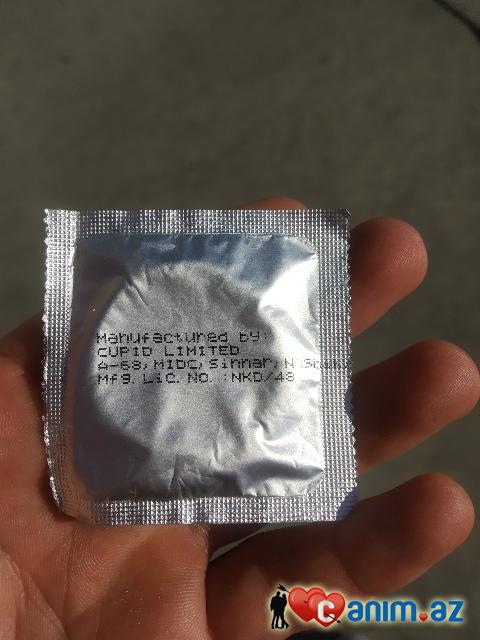 Manufactured by:
CUPID LIMITED
A-68, MIDC, Sinnar,
Mfg. Lic. NO. :NKD/48
Canim.az